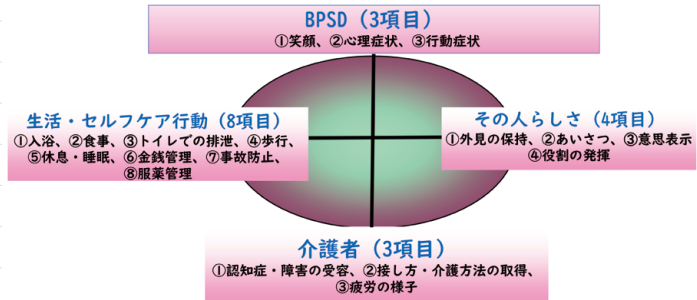 BPSD（3項目）
①笑顔、②心理症状、③行動症状
生活・セルフケア行動（8項目）
①入浴、②食事、③トイレでの排泄、④歩行、
⑤休息・睡眠、⑥金銭管理、⑦事故防止、
⑧服薬管理
その人らしさ（4項目）
①外見の保持、②あいさつ、③意思表示
④役割の発揮
介護者（3項目）
①認知症・障害の受容、②接し方・介護方法の取得、
③疲労の様子